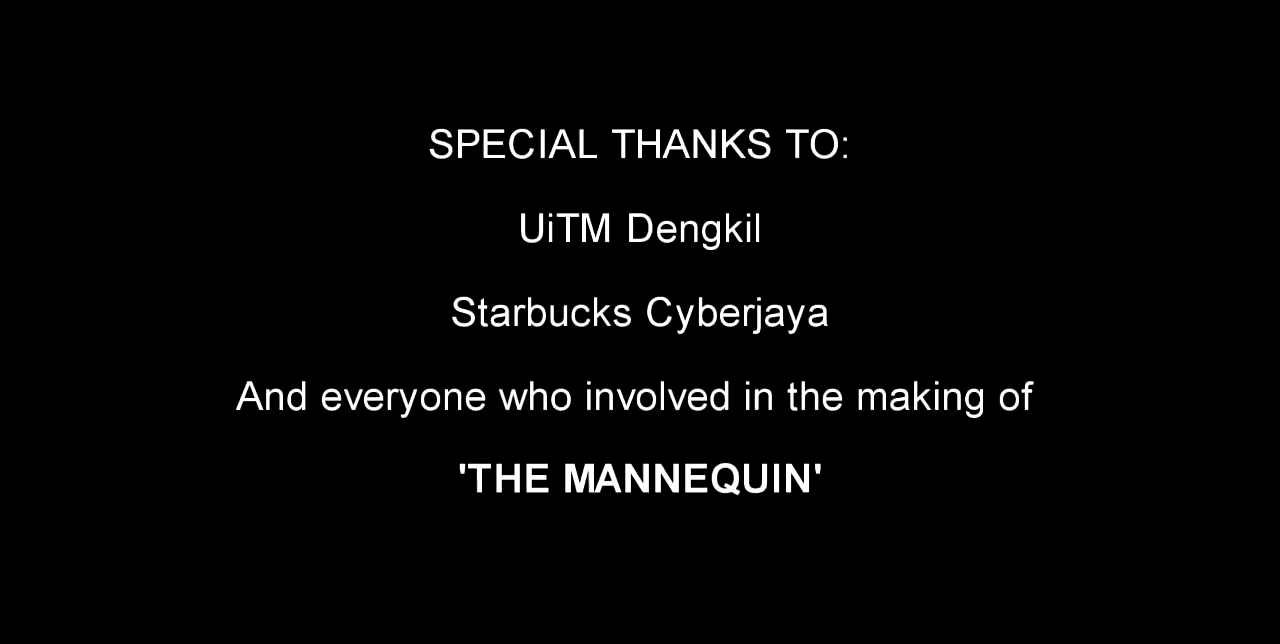 SPECIAL THANKS TO:
UiTM Dengkil
Starbucks Cyberjaya
And everyone who involved in the making of
'THE MANNEQUIN'